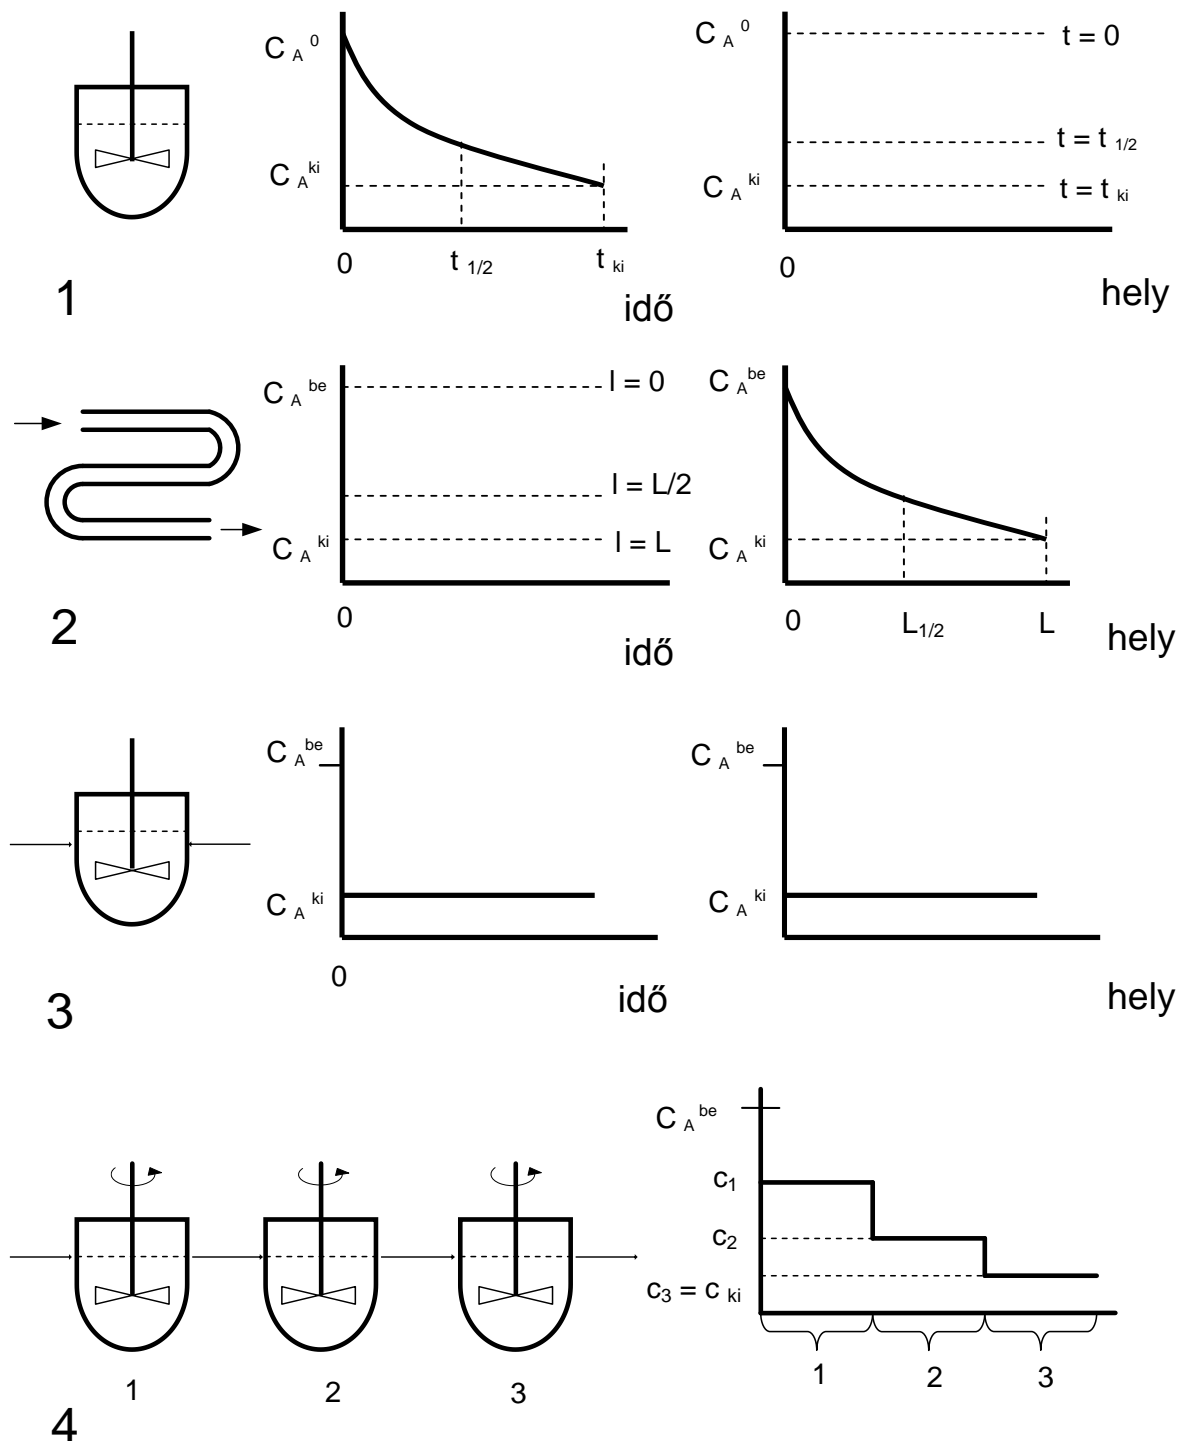 C A 0
C A ki
0
t 1/2
t ki
idő
C A 0
t = 0
t = t 1/2
C A ki
t = t ki
0
hely
1
C A be
l = 0
l = L/2
C A ki
l = L
0
idő
C A be
C A ki
0
L1/2
L
hely
2
C A be
C A ki
0
idő
C A be
C A ki
hely
3
1
2
3
C A be
c1
c2
c3 = c ki
1
2
3
4